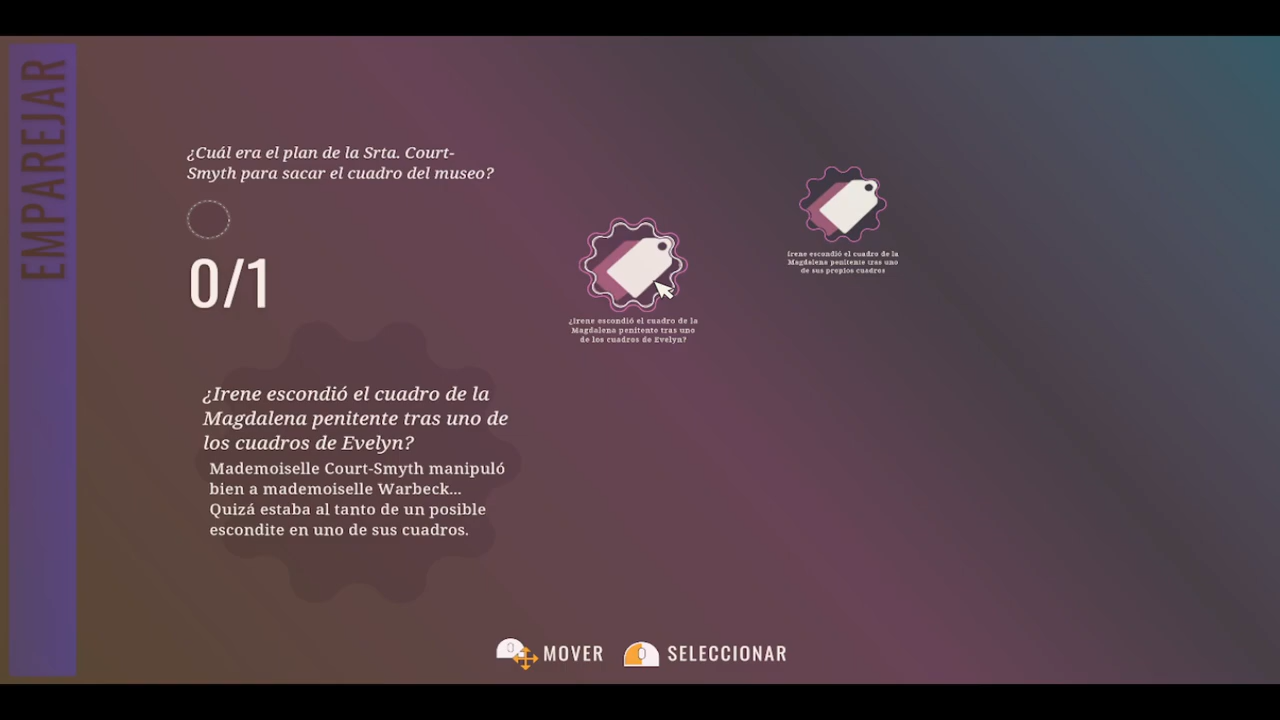 EMPAREJAR
¿Cuál era el plan de la Srta. Court-
Smyth para sacar el cuadro del museo?
0/1
¿Irene escondió el cuadro de la
Magdalena penitente tras uno
de los cuadros de Evelyn?
Irene escondió el cuadro de la
Magdalena penitente tras uno
de sus propios cuadros
¿Irene escondió el cuadro de la
Magdalena penitente tras uno de
los cuadros de Evelyn?
Mademoiselle Court-Smyth manipuló
bien a mademoiselle Warbeck...
Quizá estaba al tanto de un posible
escondite en uno de sus cuadros.
MOVER
SELECCIONAR